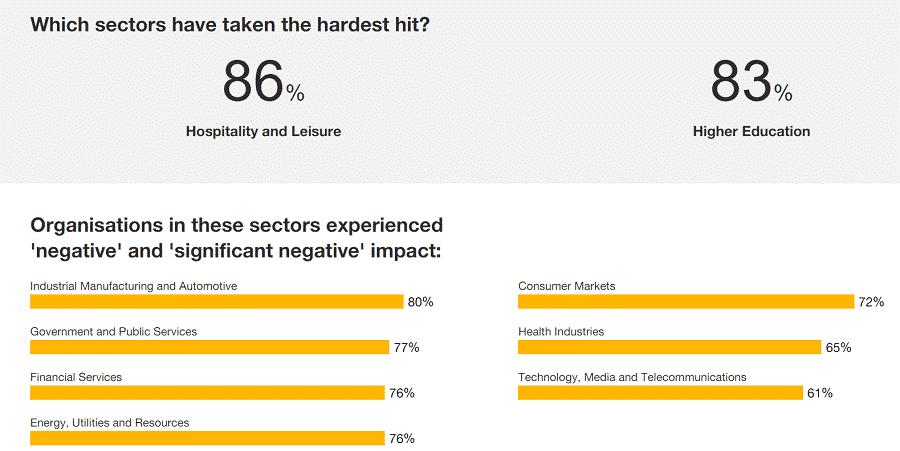 Which sectors have taken the hardest hit?
86%
Hospitality and Leisure
83%
Higher Education
Organisations in these sectors experienced
'negative' and 'significant negative' impact:
Industrial Manufacturing and Automotive
80%
Government and Public Services
77%
Financial Services
76%
Energy, Utilities and Resources
76%
Consumer Markets
72%
Health Industries
65%
Technology, Media and Telecommunications
61%